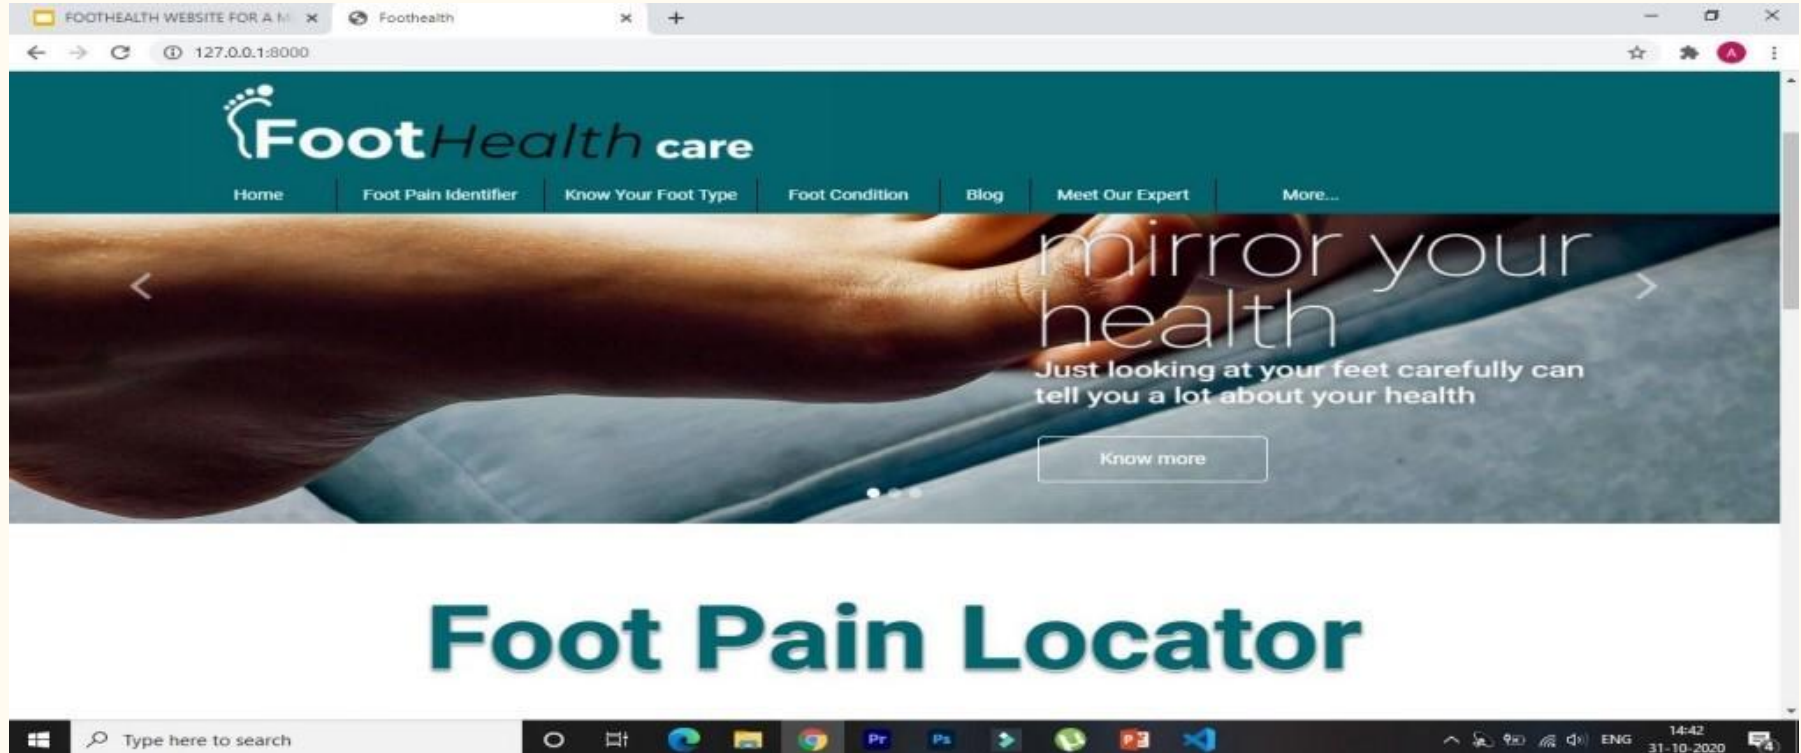 FOOTHEALTH WEBSITE FOR A M
Foothealth
127.0.0.1:8000
A
FootHealth care
Home Foot Pain Identifier Know Your Foot Type Foot Condition Blog Meet Our Expert More...
mirror your
health
Just looking at your feet carefully can
tell you a lot about your health
Know more
Foot Pain Locator
Type here to search
Pr Ps
ENG
14:42
31-10-2020
4